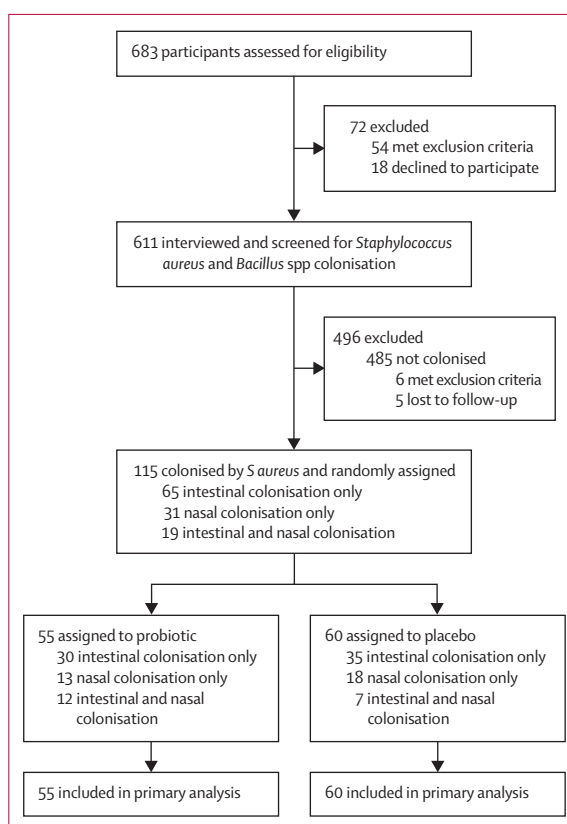 683 participants assessed for eligibility
72 excluded
54 met exclusion criteria
18 declined to participate
611 interviewed and screened for Staphylococcus
aureus and Bacillus spp colonisation
496 excluded
485 not colonised
6 met exclusion criteria
5 lost to follow-up
115 colonised by S aureus and randomly assigned
65 intestinal colonisation only
31 nasal colonisation only
19 intestinal and nasal colonisation
55 assigned to probiotic
30 intestinal colonisation only
13 nasal colonisation only
12 intestinal and nasal
colonisation
60 assigned to placebo
35 intestinal colonisation only
18 nasal colonisation only
7 intestinal and nasal
colonisation
55 included in primary analysis
60 included in primary analysis